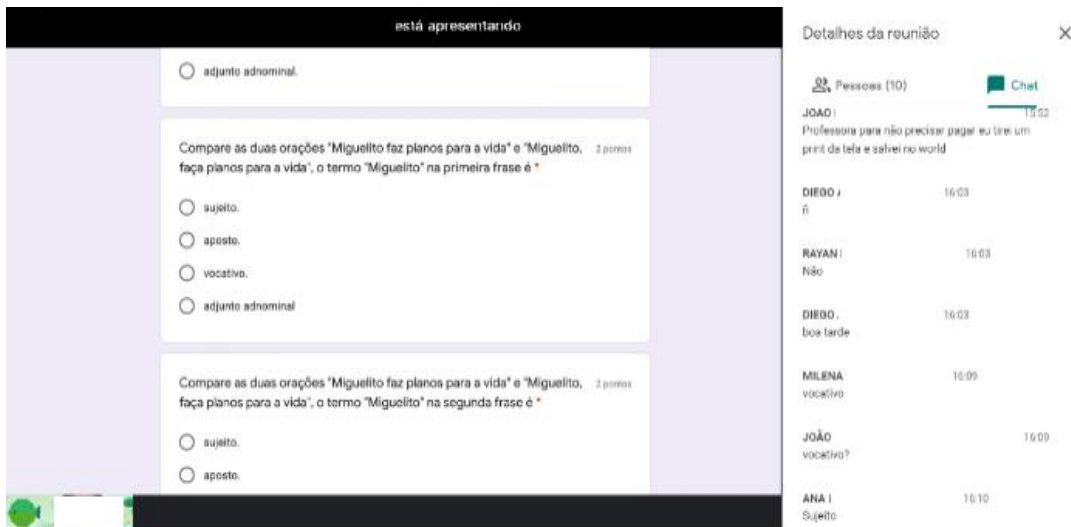 está apresentando
adjunto adnominal.
Compare as duas orações "Miguelito faz planos para a vida" e "Miguelito, 2 pontos
faça planos para a vida", o termo "Miguelito" na primeira frase é *
sujeito.
aposto.
vocativo.
adjunto adnominal
Compare as duas orações "Miguelito faz planos para a vida" e "Miguelito, 2 pontos
faça planos para a vida", o termo "Miguelito" na segunda frase é *
sujeito.
aposto.
Detalhes da reunião
Pessoas (10) Chat
JOAO 15:52
Professora para não precisar pagar eu tirei um
print da tela e salvei no world
DIEGO 16:03
ñ
RAYAN 16:03
Não
DIEGO 16:03
boa tarde
MILENA 16:09
vocativo
JOÃO 16:09
vocativo?
ANA 16:10
Sujeito